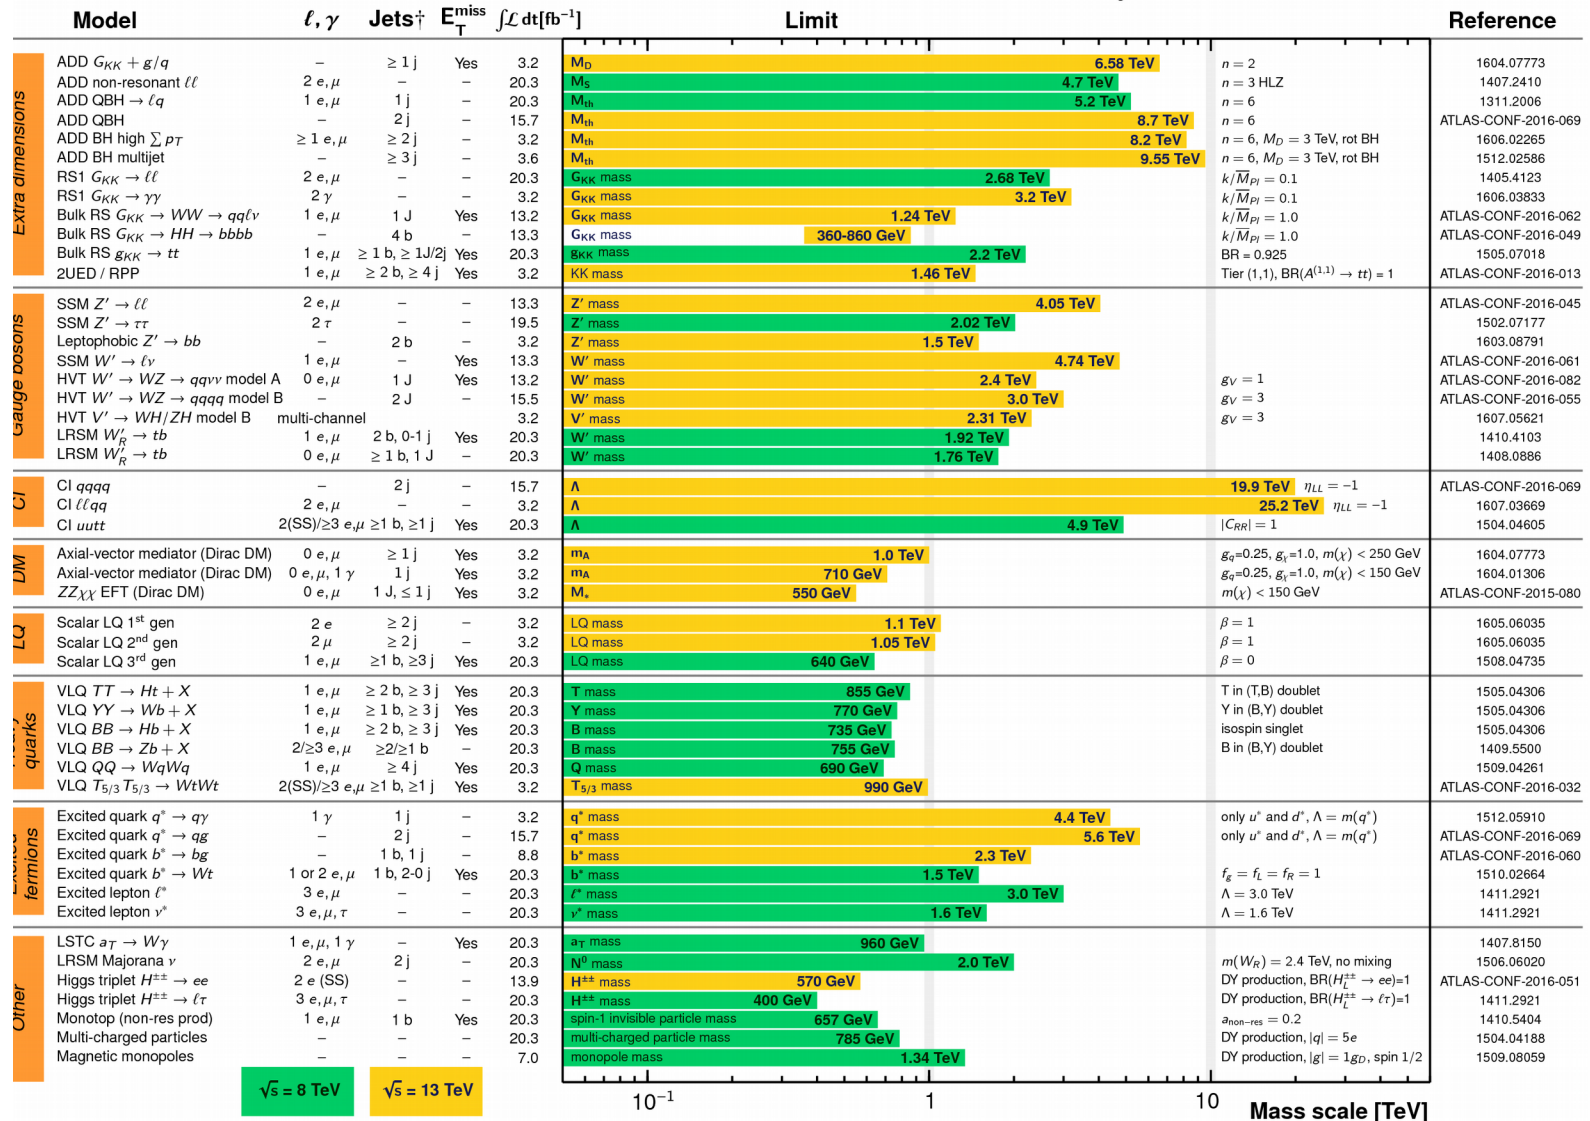 Model ℓ, γ Jets† E_T^miss ∫ℒ dt[fb⁻¹] Limit Reference
Extra dimensions
ADD G_KK + g/q – ≥ 1 j Yes 3.2 M_D 6.58 TeV n = 2 1604.07773
ADD non-resonant ℓℓ 2 e, μ – – 20.3 M_S 4.7 TeV n = 3 HLZ 1407.2410
ADD QBH → ℓq 1 e, μ 1 j – 20.3 M_th 5.2 TeV n = 6 1311.2006
ADD QBH – 2 j – 15.7 M_th 8.7 TeV n = 6 ATLAS-CONF-2016-069
ADD BH high ∑ p_T ≥ 1 e, μ ≥ 2 j – 3.2 M_th 8.2 TeV n = 6, M_D = 3 TeV, rot BH 1606.02265
ADD BH multijet – ≥ 3 j – 3.6 M_th 9.55 TeV n = 6, M_D = 3 TeV, rot BH 1512.02586
RS1 G_KK → ℓℓ 2 e, μ – – 20.3 G_KK mass 2.68 TeV k/M̅_Pl = 0.1 1405.4123
RS1 G_KK → γγ 2 γ – – 3.2 G_KK mass 3.2 TeV k/M̅_Pl = 0.1 1606.03833
Bulk RS G_KK → WW → qqℓν 1 e, μ 1 J Yes 13.2 G_KK mass 1.24 TeV k/M̅_Pl = 1.0 ATLAS-CONF-2016-062
Bulk RS G_KK → HH → bbbb – 4 b – 13.3 G_KK mass 360-860 GeV k/M̅_Pl = 1.0 ATLAS-CONF-2016-049
Bulk RS g_KK → tt 1 e, μ ≥ 1 b, ≥ 1J/2j Yes 20.3 g_KK mass 2.2 TeV BR = 0.925 1505.07018
2UED / RPP 1 e, μ ≥ 2 b, ≥ 4 j Yes 3.2 KK mass 1.46 TeV Tier (1,1), BR(A^(1,1) → tt) = 1 ATLAS-CONF-2016-013
Gauge bosons
SSM Z′ → ℓℓ 2 e, μ – – 13.3 Z′ mass 4.05 TeV ATLAS-CONF-2016-045
SSM Z′ → ττ 2 τ – – 19.5 Z′ mass 2.02 TeV 1502.07177
Leptophobic Z′ → bb – 2 b – 3.2 Z′ mass 1.5 TeV 1603.08791
SSM W′ → ℓν 1 e, μ – Yes 13.3 W′ mass 4.74 TeV ATLAS-CONF-2016-061
HVT W′ → WZ → qqνν model A 0 e, μ 1 J Yes 13.2 W′ mass 2.4 TeV g_V = 1 ATLAS-CONF-2016-082
HVT W′ → WZ → qqqq model B – 2 J – 15.5 W′ mass 3.0 TeV g_V = 3 ATLAS-CONF-2016-055
HVT V′ → WH/ZH model B multi-channel 3.2 V′ mass 2.31 TeV g_V = 3 1607.05621
LRSM W′_R → tb 1 e, μ 2 b, 0-1 j Yes 20.3 W′ mass 1.92 TeV 1410.4103
LRSM W′_R → tb 0 e, μ ≥ 1 b, 1 J – 20.3 W′ mass 1.76 TeV 1408.0886
CI
CI qqqq – 2 j – 15.7 Λ 19.9 TeV η_LL = −1 ATLAS-CONF-2016-069
CI ℓℓqq 2 e, μ – – 3.2 Λ 25.2 TeV η_LL = −1 1607.03669
CI uutt 2(SS)/≥3 e,μ ≥1 b, ≥1 j Yes 20.3 Λ 4.9 TeV |C_RR| = 1 1504.04605
DM
Axial-vector mediator (Dirac DM) 0 e, μ ≥ 1 j Yes 3.2 m_A 1.0 TeV g_q=0.25, g_χ=1.0, m(χ) < 250 GeV 1604.07773
Axial-vector mediator (Dirac DM) 0 e, μ, 1 γ 1 j Yes 3.2 m_A 710 GeV g_q=0.25, g_χ=1.0, m(χ) < 150 GeV 1604.01306
ZZχχ EFT (Dirac DM) 0 e, μ 1 J, ≤ 1 j Yes 3.2 M_* 550 GeV m(χ) < 150 GeV ATLAS-CONF-2015-080
LQ
Scalar LQ 1st gen 2 e ≥ 2 j – 3.2 LQ mass 1.1 TeV β = 1 1605.06035
Scalar LQ 2nd gen 2 μ ≥ 2 j – 3.2 LQ mass 1.05 TeV β = 1 1605.06035
Scalar LQ 3rd gen 1 e, μ ≥1 b, ≥3 j Yes 20.3 LQ mass 640 GeV β = 0 1508.04735
quarks
VLQ TT → Ht + X 1 e, μ ≥ 2 b, ≥ 3 j Yes 20.3 T mass 855 GeV T in (T,B) doublet 1505.04306
VLQ YY → Wb + X 1 e, μ ≥ 1 b, ≥ 3 j Yes 20.3 Y mass 770 GeV Y in (B,Y) doublet 1505.04306
VLQ BB → Hb + X 1 e, μ ≥ 2 b, ≥ 3 j Yes 20.3 B mass 735 GeV isospin singlet 1505.04306
VLQ BB → Zb + X 2/≥3 e, μ ≥2/≥1 b – 20.3 B mass 755 GeV B in (B,Y) doublet 1409.5500
VLQ QQ → WqWq 1 e, μ ≥ 4 j Yes 20.3 Q mass 690 GeV 1509.04261
VLQ T_5/3 T_5/3 → WtWt 2(SS)/≥3 e,μ ≥1 b, ≥1 j Yes 3.2 T_5/3 mass 990 GeV ATLAS-CONF-2016-032
fermions
Excited quark q* → qγ 1 γ 1 j – 3.2 q* mass 4.4 TeV only u* and d*, Λ = m(q*) 1512.05910
Excited quark q* → qg – 2 j – 15.7 q* mass 5.6 TeV only u* and d*, Λ = m(q*) ATLAS-CONF-2016-069
Excited quark b* → bg – 1 b, 1 j – 8.8 b* mass 2.3 TeV ATLAS-CONF-2016-060
Excited quark b* → Wt 1 or 2 e, μ 1 b, 2-0 j Yes 20.3 b* mass 1.5 TeV f_g = f_L = f_R = 1 1510.02664
Excited lepton ℓ* 3 e, μ – – 20.3 ℓ* mass 3.0 TeV Λ = 3.0 TeV 1411.2921
Excited lepton ν* 3 e, μ, τ – – 20.3 ν* mass 1.6 TeV Λ = 1.6 TeV 1411.2921
Other
LSTC a_T → Wγ 1 e, μ, 1 γ – Yes 20.3 a_T mass 960 GeV 1407.8150
LRSM Majorana ν 2 e, μ 2 j – 20.3 N⁰ mass 2.0 TeV m(W_R) = 2.4 TeV, no mixing 1506.06020
Higgs triplet H±± → ee 2 e (SS) – – 13.9 H±± mass 570 GeV DY production, BR(H_L±± → ee)=1 ATLAS-CONF-2016-051
Higgs triplet H±± → ℓτ 3 e, μ, τ – – 20.3 H±± mass 400 GeV DY production, BR(H_L±± → ℓτ)=1 1411.2921
Monotop (non-res prod) 1 e, μ 1 b Yes 20.3 spin-1 invisible particle mass 657 GeV a_non−res = 0.2 1410.5404
Multi-charged particles – – – 20.3 multi-charged particle mass 785 GeV DY production, |q| = 5e 1504.04188
Magnetic monopoles – – – 7.0 monopole mass 1.34 TeV DY production, |g| = 1g_D, spin 1/2 1509.08059
√s = 8 TeV √s = 13 TeV
10⁻¹ 1 10 Mass scale [TeV]